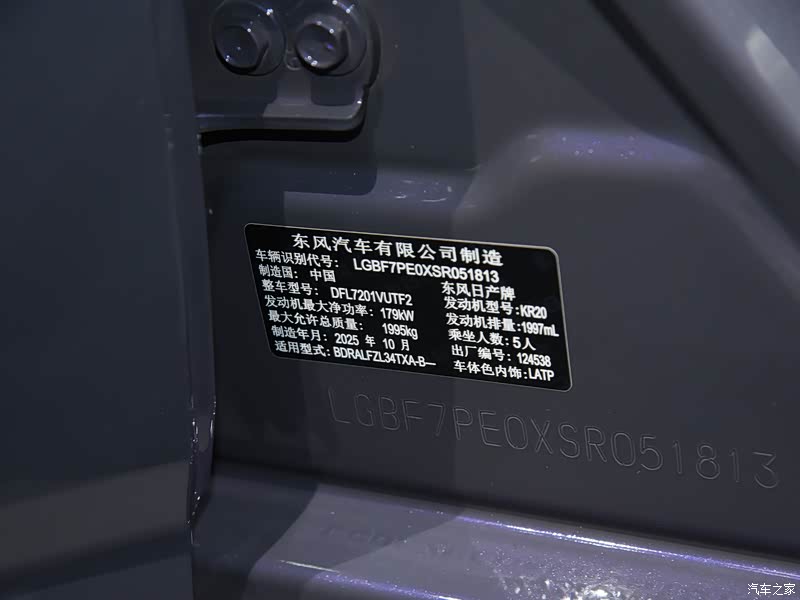 东风汽车有限公司制造
车辆识别代号： LGBF7PE0XSR051813
制造国： 中国 东风日产牌
整车型号： DFL7201VUTF2 发动机型号：KR20
发动机最大净功率： 179kW 发动机排量：1997mL
最大允许总质量： 1995kg 乘坐人数：5人
制造年月：2025 年 10 月 出厂编号：124538
适用型式：BDRALFZL34TXA-B— 车体色内饰：LATP
LGBF7PE0XSR051813
汽车之家